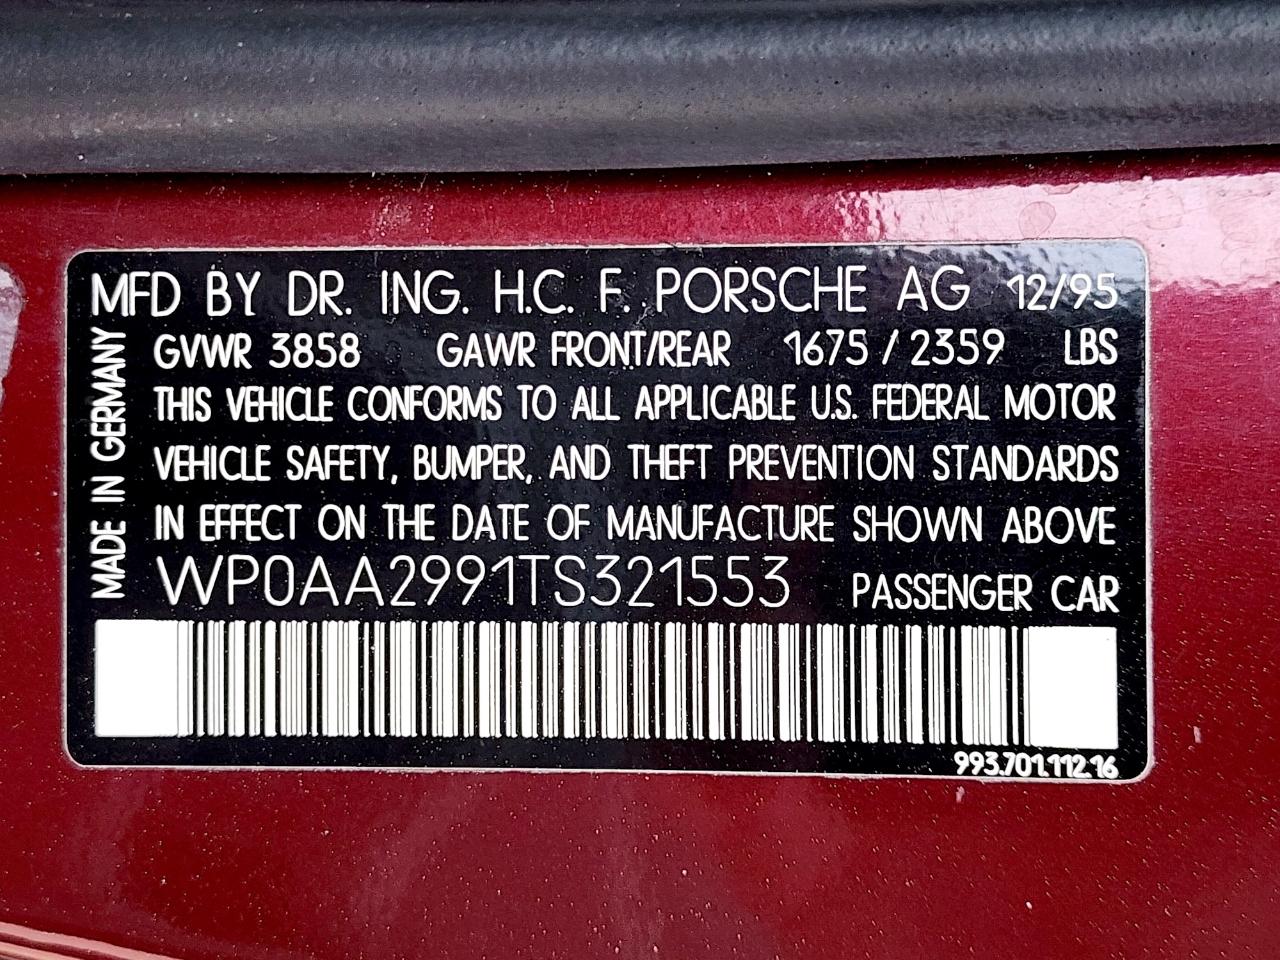 MFD BY DR. ING. H.C. F. PORSCHE AG 12/95
GVWR 3858 GAWR FRONT/REAR 1675 / 2359 LBS
THIS VEHICLE CONFORMS TO ALL APPLICABLE U.S. FEDERAL MOTOR
VEHICLE SAFETY, BUMPER, AND THEFT PREVENTION STANDARDS
IN EFFECT ON THE DATE OF MANUFACTURE SHOWN ABOVE
WP0AA2991TS321553 PASSENGER CAR
MADE IN GERMANY
993.701.112.16